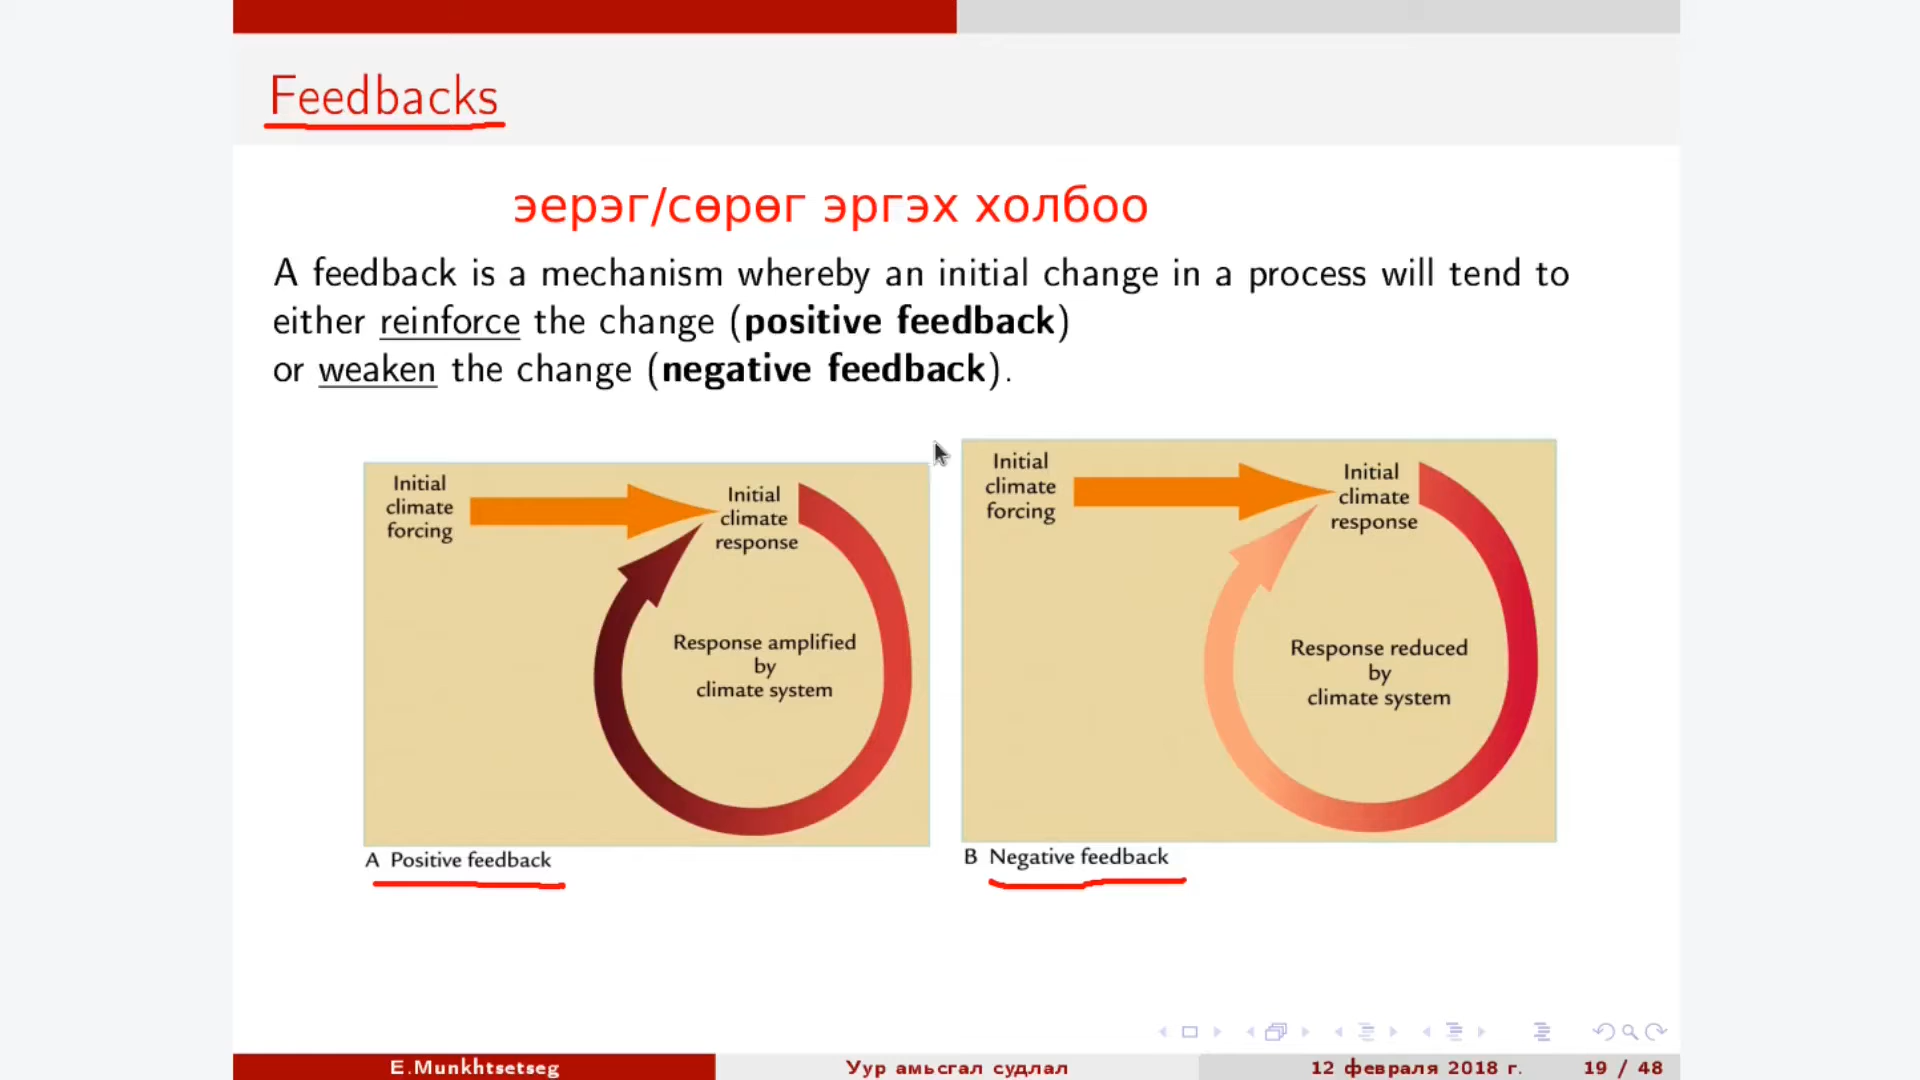 Feedbacks
эерэг/сөрөг эргэх холбоо
A feedback is a mechanism whereby an initial change in a process will tend to
either reinforce the change (positive feedback)
or weaken the change (negative feedback).
Initial
climate
forcing
Initial
climate
response
Response amplified
by
climate system
A Positive feedback
Initial
climate
forcing
Initial
climate
response
Response reduced
by
climate system
B Negative feedback
E.Munkhtsetseg
Уур амьсгал судлал
12 февраля 2018 г.
19 / 48